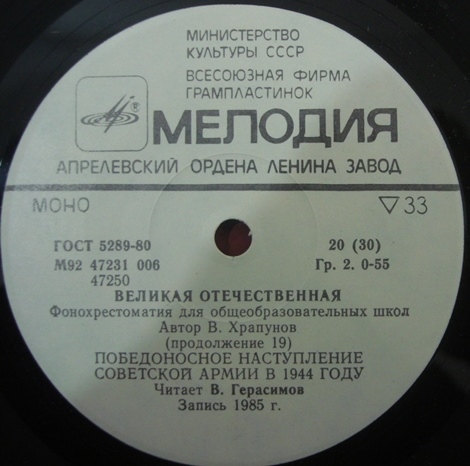 МИНИСТЕРСТВО
КУЛЬТУРЫ СССР
ВСЕСОЮЗНАЯ ФИРМА
ГРАМПЛАСТИНОК
® МЕЛОДИЯ
АПРЕЛЕВСКИЙ ОРДЕНА ЛЕНИНА ЗАВОД
МОНО ▽ 33
ГОСТ 5289-80 20 (30)
М92 47231 006 Гр. 2. 0-55
47250
ВЕЛИКАЯ ОТЕЧЕСТВЕННАЯ
Фонохрестоматия для общеобразовательных школ
Автор В. Храпунов
(продолжение 19)
ПОБЕДОНОСНОЕ НАСТУПЛЕНИЕ
СОВЕТСКОЙ АРМИИ В 1944 ГОДУ
Читает В. Герасимов
Запись 1985 г.